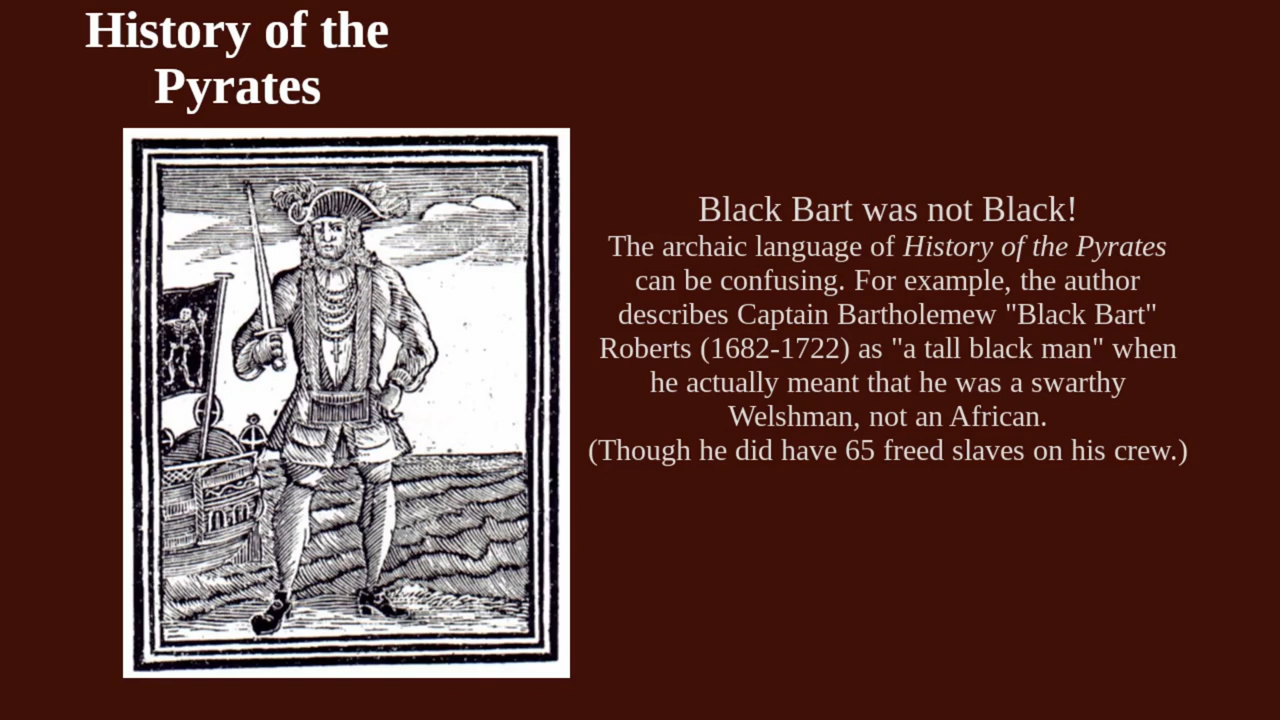 History of the
Pyrates
Black Bart was not Black!
The archaic language of History of the Pyrates
can be confusing. For example, the author
describes Captain Bartholemew "Black Bart"
Roberts (1682-1722) as "a tall black man" when
he actually meant that he was a swarthy
Welshman, not an African.
(Though he did have 65 freed slaves on his crew.)